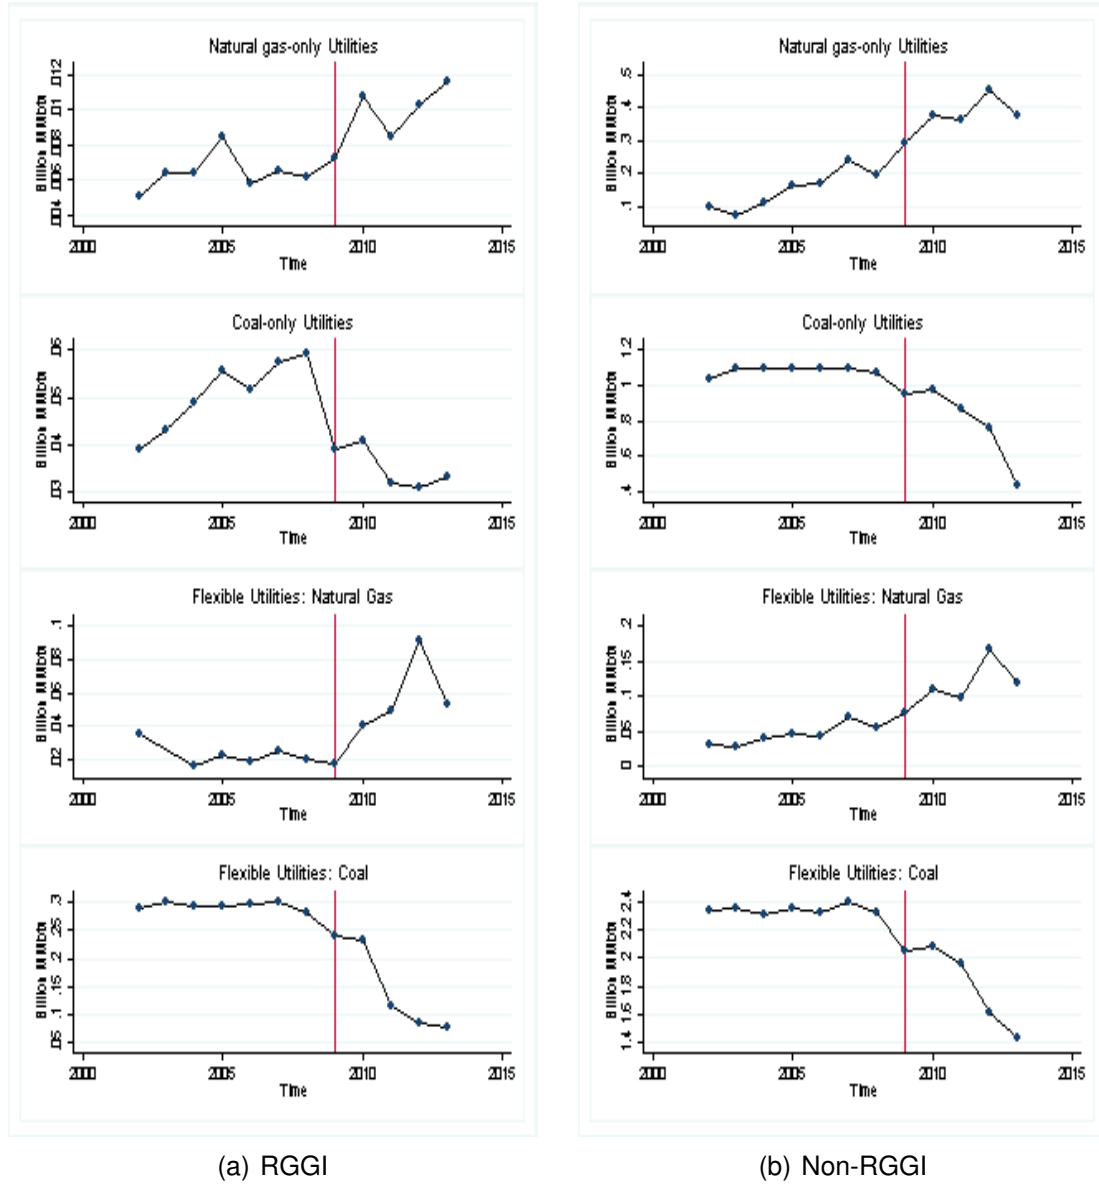 Natural gas-only Utilities
Billion MMbtu
.004 .006 .008 .01 .012
2000 2005 2010 2015
Time
Coal-only Utilities
Billion MMbtu
.03 .04 .05 .06
2000 2005 2010 2015
Time
Flexible Utilities: Natural Gas
Billion MMbtu
.02 .04 .06 .08 .1
2000 2005 2010 2015
Time
Flexible Utilities: Coal
Billion MMbtu
.05 .1 .15 .2 .25 .3
2000 2005 2010 2015
Time
(a) RGGI
Natural gas-only Utilities
Billion MMbtu
.1 .2 .3 .4 .5
2000 2005 2010 2015
Time
Coal-only Utilities
Billion MMbtu
.4 .6 .8 1 1.2
2000 2005 2010 2015
Time
Flexible Utilities: Natural Gas
Billion MMbtu
0 .05 .1 .15 .2
2000 2005 2010 2015
Time
Flexible Utilities: Coal
Billion MMbtu
1.4 1.6 1.8 2 2.2 2.4
2000 2005 2010 2015
Time
(b) Non-RGGI